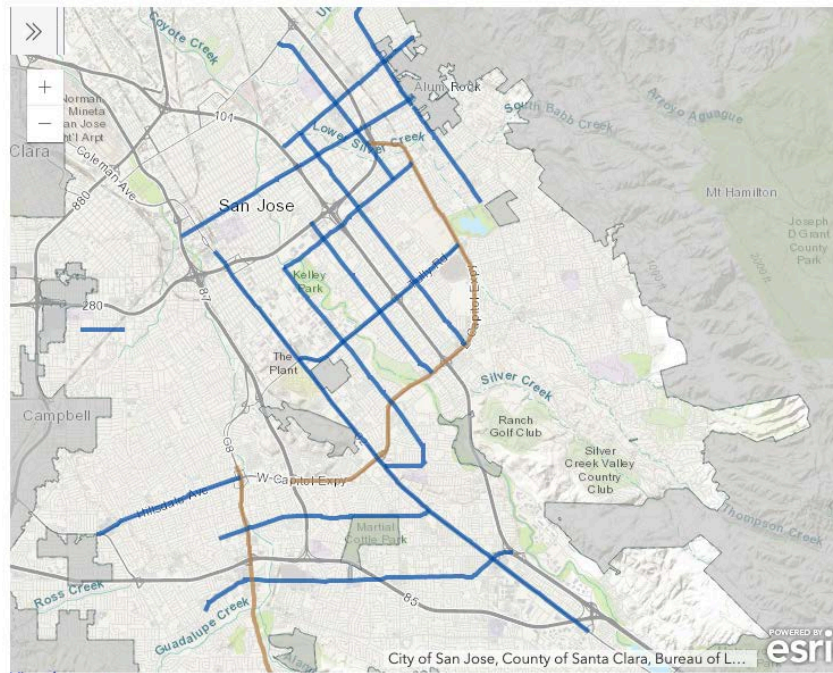 Coyote Creek
Up
Norman
Mineta
San Jose
Int'l Arpt
101
Alum Rock
South Babb Creek
Arroyo Aguague
Clara
Coleman Ave
Lower Silver Creek
880
San Jose
Mt Hamilton
Joseph
D Grant
County
Park
Kelley
Park
Tully Rd
Capitol Expy
87
280
The
Plant
Silver Creek
Campbell
Ranch
Golf Club
Silver
Creek Valley
Country
Club
G8
82
W Capitol Expy
Hillsdale Ave
Martial
Cottle Park
Thompson Creek
Ross Creek
85
Guadalupe Creek
City of San Jose, County of Santa Clara, Bureau of L...
POWERED BY
esri